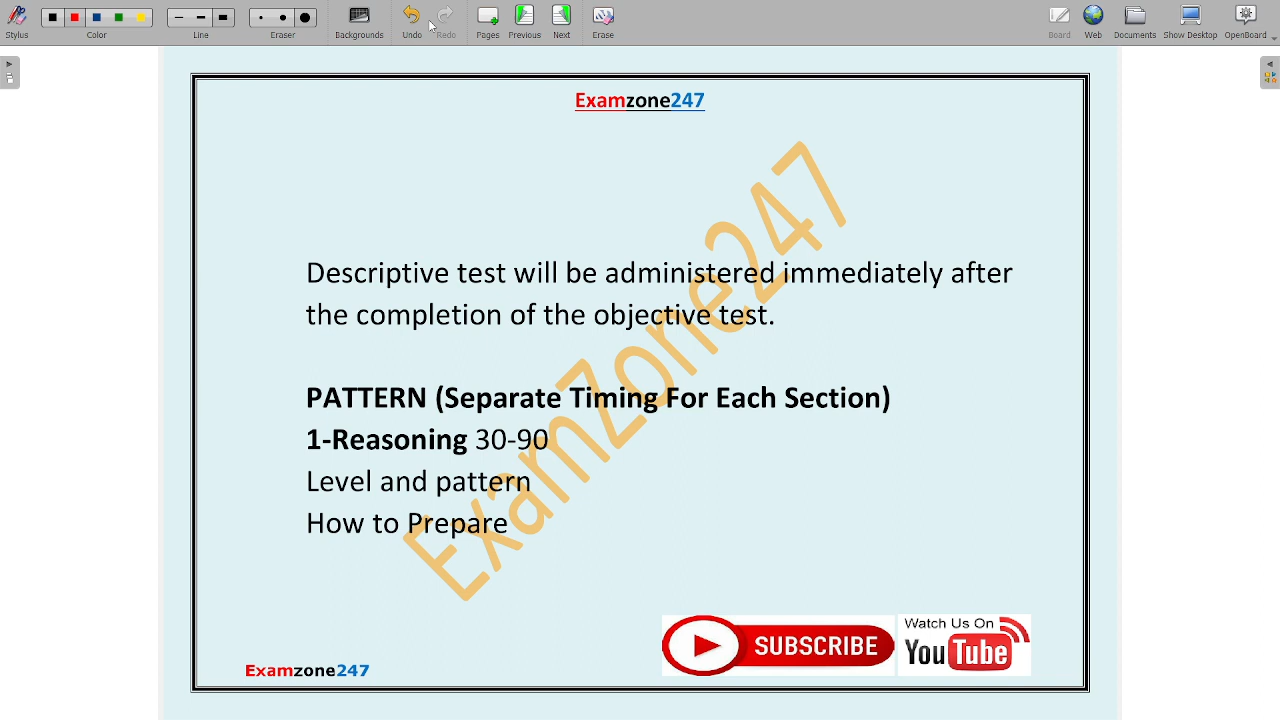 Stylus Color Line Eraser Backgrounds Undo Redo Pages Previous Next Erase Board Web Documents Show Desktop OpenBoard
Examzone247
Descriptive test will be administered immediately after
the completion of the objective test.
PATTERN (Separate Timing For Each Section)
1-Reasoning 30-90
Level and pattern
How to Prepare
ExamZone247
SUBSCRIBE
Watch Us On
YouTube
Examzone247